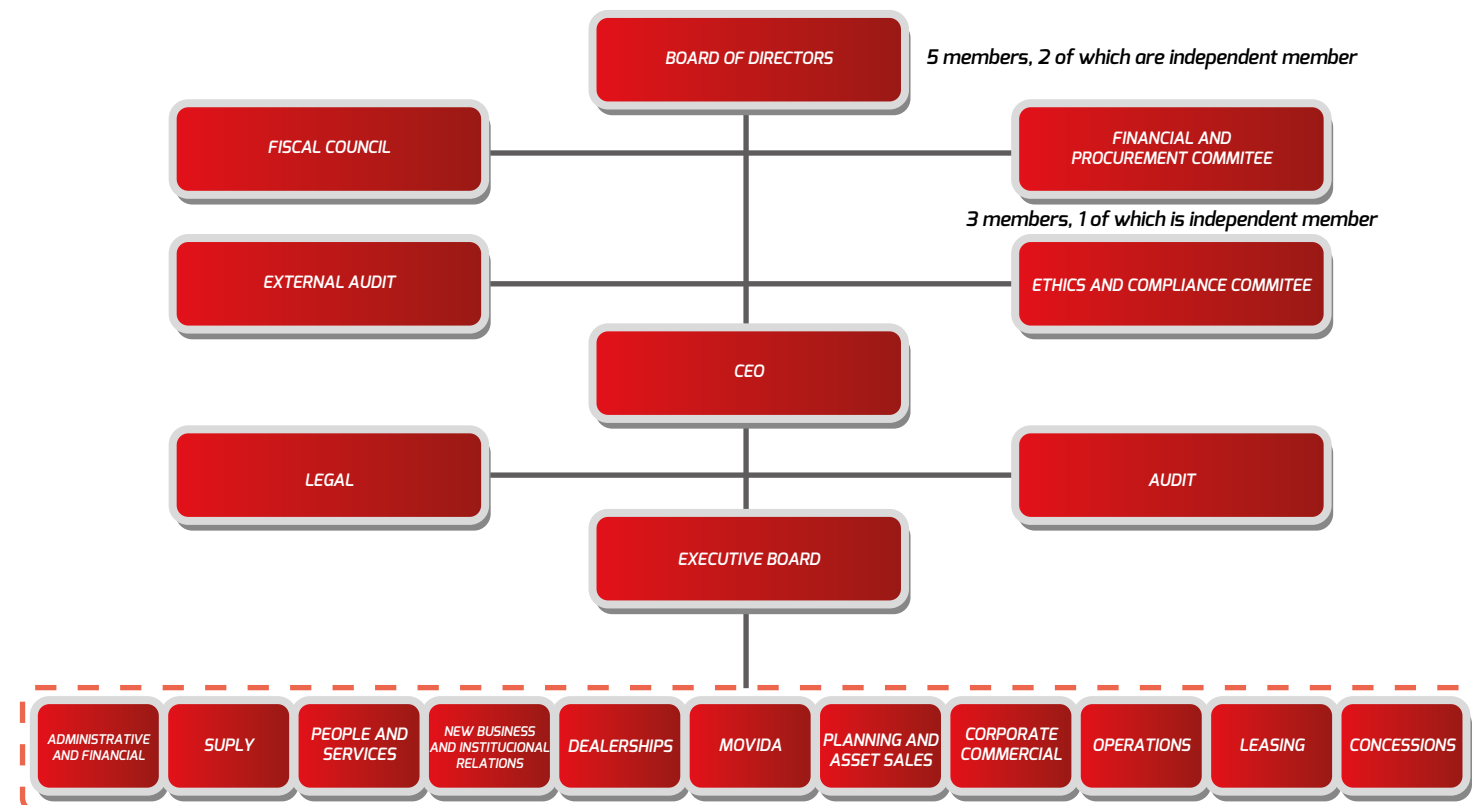 BOARD OF DIRECTORS
5 members, 2 of which are independent member
FISCAL COUNCIL
FINANCIAL AND
PROCUREMENT COMMITEE
3 members, 1 of which is independent member
EXTERNAL AUDIT
ETHICS AND COMPLIANCE COMMITEE
CEO
LEGAL
AUDIT
EXECUTIVE BOARD
ADMINISTRATIVE
AND FINANCIAL
SUPLY
PEOPLE AND
SERVICES
NEW BUSINESS
AND INSTITUCIONAL
RELATIONS
DEALERSHIPS
MOVIDA
PLANNING AND
ASSET SALES
CORPORATE
COMMERCIAL
OPERATIONS
LEASING
CONCESSIONS